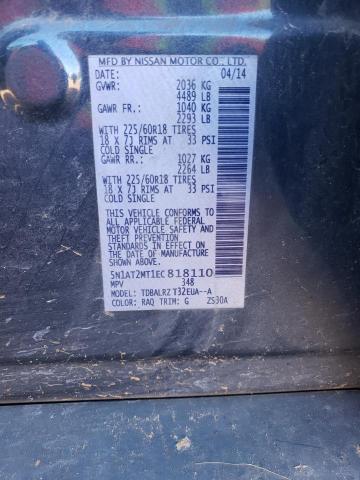 MFD BY NISSAN MOTOR CO., LTD.
DATE: 04/14
GVWR: 2036 KG
4489 LB
GAWR FR.: 1040 KG
2293 LB
WITH 225/60R18 TIRES
18 X 7J RIMS AT 33 PSI
COLD SINGLE
GAWR RR.: 1027 KG
2264 LB
WITH 225/60R18 TIRES
18 X 7J RIMS AT 33 PSI
COLD SINGLE
THIS VEHICLE CONFORMS TO ALL
APPLICABLE FEDERAL
MOTOR VEHICLE SAFETY, BUMPER,
AND THEFT PREVENTION
STANDARDS IN EFFECT ON THE
DATE OF MANUFACTURE
SHOWN ABOVE.
5N1AT2MT1EC818110
MPV 348
MODEL: TDBALRZ T32EUA--A
COLOR: RAQ TRIM: G ZS30A